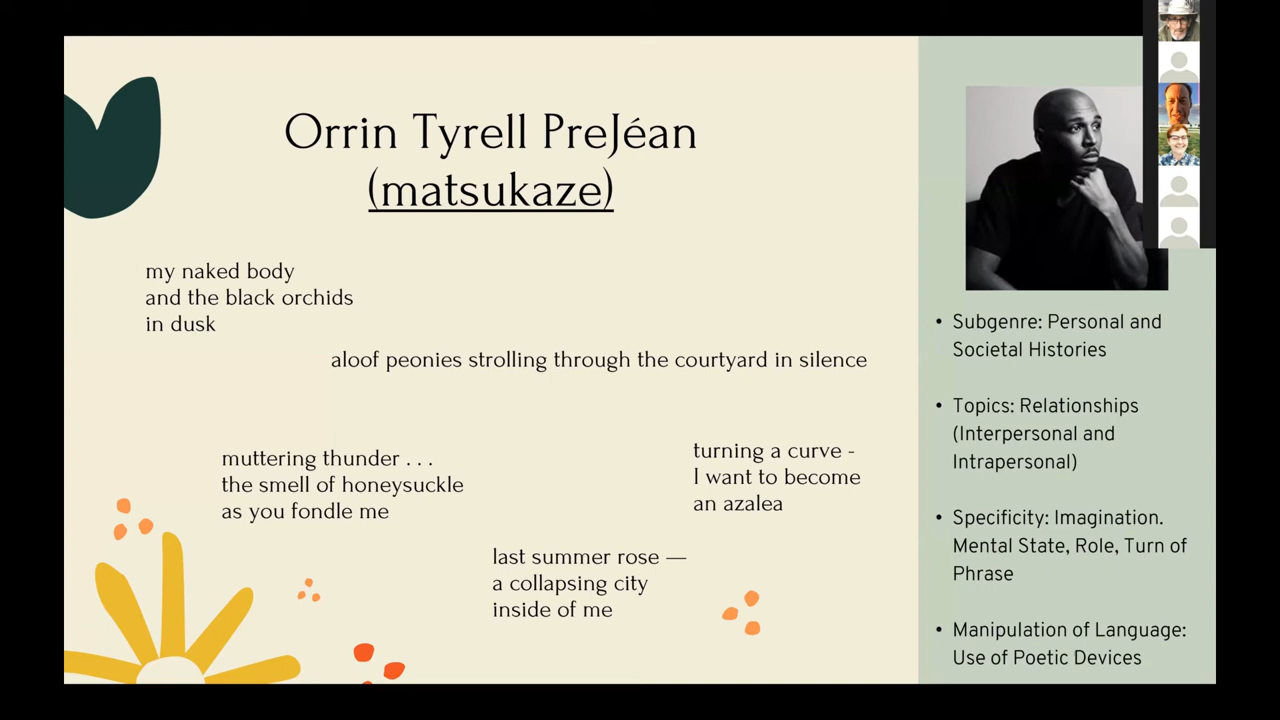 Orrin Tyrell PreJéan
(matsukaze)
my naked body
and the black orchids
in dusk
aloof peonies strolling through the courtyard in silence
muttering thunder . . .
the smell of honeysuckle
as you fondle me
turning a curve -
I want to become
an azalea
last summer rose —
a collapsing city
inside of me
• Subgenre: Personal and
Societal Histories
• Topics: Relationships
(Interpersonal and
Intrapersonal)
• Specificity: Imagination.
Mental State, Role, Turn of
Phrase
• Manipulation of Language:
Use of Poetic Devices